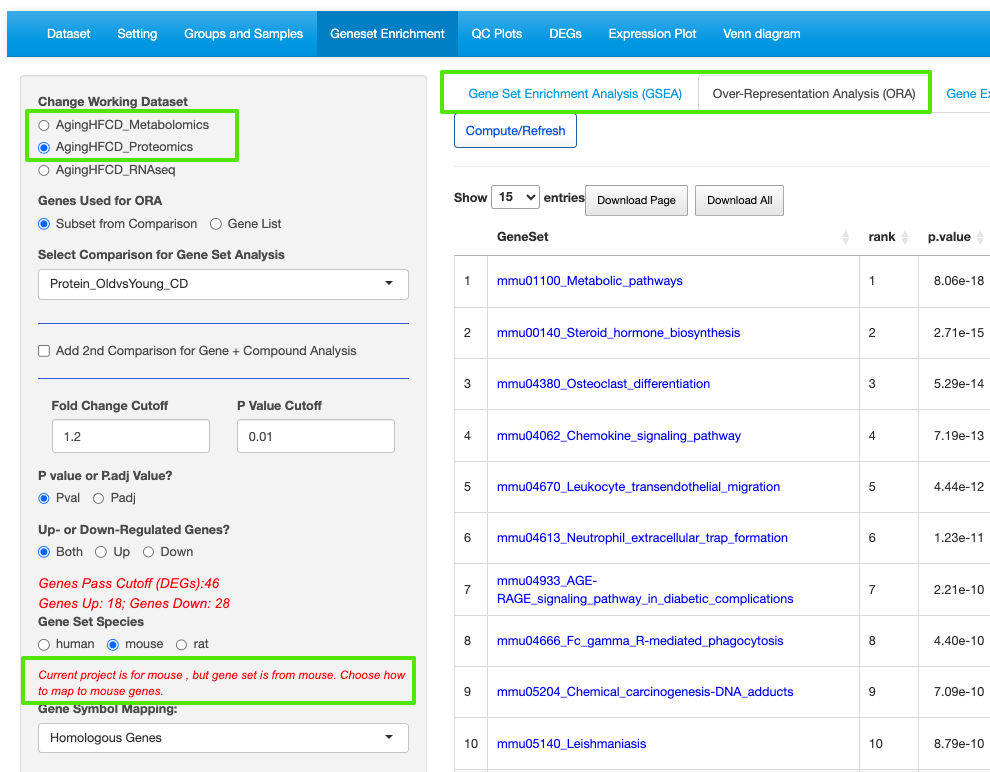 Dataset Setting Groups and Samples Geneset Enrichment QC Plots DEGs Expression Plot Venn diagram
Change Working Dataset
AgingHFCD_Metabolomics
AgingHFCD_Proteomics
AgingHFCD_RNAseq
Genes Used for ORA
Subset from Comparison Gene List
Select Comparison for Gene Set Analysis
Protein_OldvsYoung_CD
Add 2nd Comparison for Gene + Compound Analysis
Fold Change Cutoff P Value Cutoff
1.2 0.01
P value or P.adj Value?
Pval Padj
Up- or Down-Regulated Genes?
Both Up Down
Genes Pass Cutoff (DEGs):46
Genes Up: 18; Genes Down: 28
Gene Set Species
human mouse rat
Current project is for mouse , but gene set is from mouse. Choose how
to map to mouse genes.
Gene Symbol Mapping:
Homologous Genes
Gene Set Enrichment Analysis (GSEA) Over-Representation Analysis (ORA) Gene
Compute/Refresh
Show 15 entries Download Page Download All
GeneSet rank p.value
1 mmu01100_Metabolic_pathways 1 8.06e-18
2 mmu00140_Steroid_hormone_biosynthesis 2 2.71e-15
3 mmu04380_Osteoclast_differentiation 3 5.29e-14
4 mmu04062_Chemokine_signaling_pathway 4 7.19e-13
5 mmu04670_Leukocyte_transendothelial_migration 5 4.44e-12
6 mmu04613_Neutrophil_extracellular_trap_formation 6 1.23e-11
7 mmu04933_AGE-
RAGE_signaling_pathway_in_diabetic_complications 7 2.21e-10
8 mmu04666_Fc_gamma_R-mediated_phagocytosis 8 4.40e-10
9 mmu05204_Chemical_carcinogenesis-DNA_adducts 9 7.09e-10
10 mmu05140_Leishmaniasis 10 8.79e-10